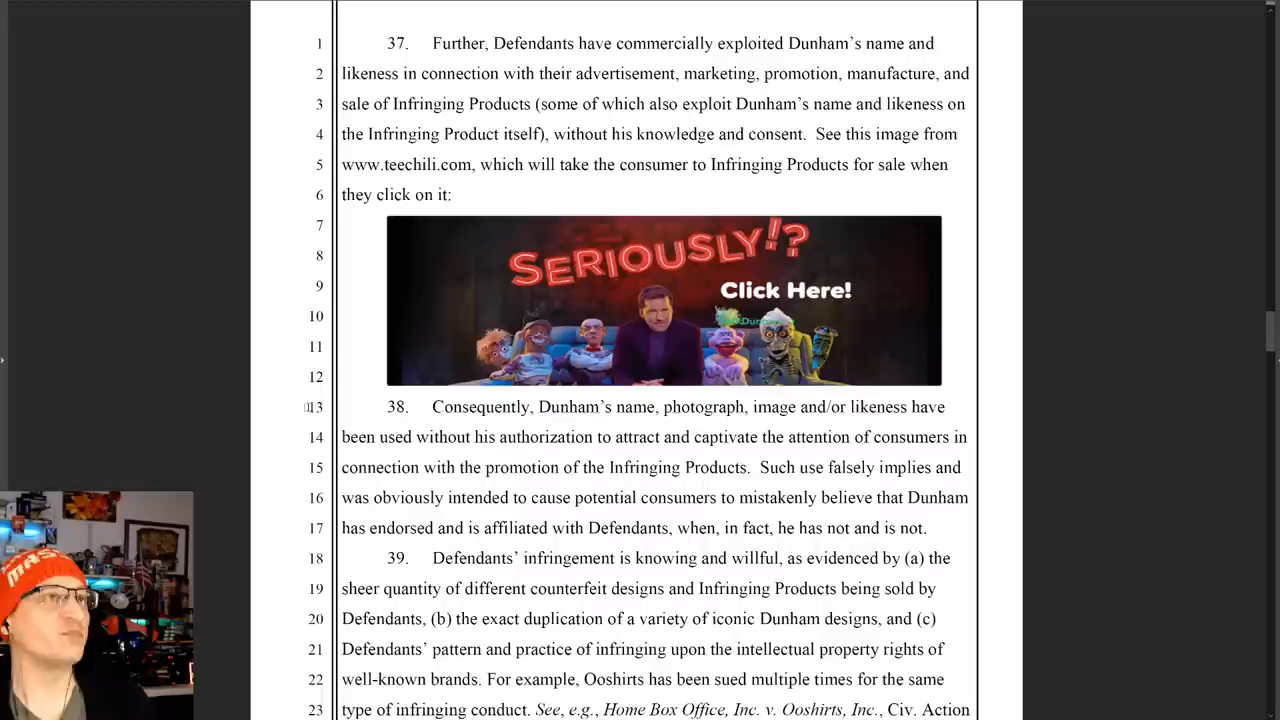 1 37. Further, Defendants have commercially exploited Dunham’s name and
2 likeness in connection with their advertisement, marketing, promotion, manufacture, and
3 sale of Infringing Products (some of which also exploit Dunham’s name and likeness on
4 the Infringing Product itself), without his knowledge and consent.  See this image from
5 www.teechili.com, which will take the consumer to Infringing Products for sale when
6 they click on it:
7
SERIOUSLY!?
8
9 Click Here!
10
11
12
13 38. Consequently, Dunham’s name, photograph, image and/or likeness have
14 been used without his authorization to attract and captivate the attention of consumers in
15 connection with the promotion of the Infringing Products.  Such use falsely implies and
16 was obviously intended to cause potential consumers to mistakenly believe that Dunham
17 has endorsed and is affiliated with Defendants, when, in fact, he has not and is not.
18 39. Defendants’ infringement is knowing and willful, as evidenced by (a) the
19 sheer quantity of different counterfeit designs and Infringing Products being sold by
20 Defendants, (b) the exact duplication of a variety of iconic Dunham designs, and (c)
21 Defendants’ pattern and practice of infringing upon the intellectual property rights of
22 well-known brands. For example, Ooshirts has been sued multiple times for the same
23 type of infringing conduct. See, e.g., Home Box Office, Inc. v. Ooshirts, Inc., Civ. Action